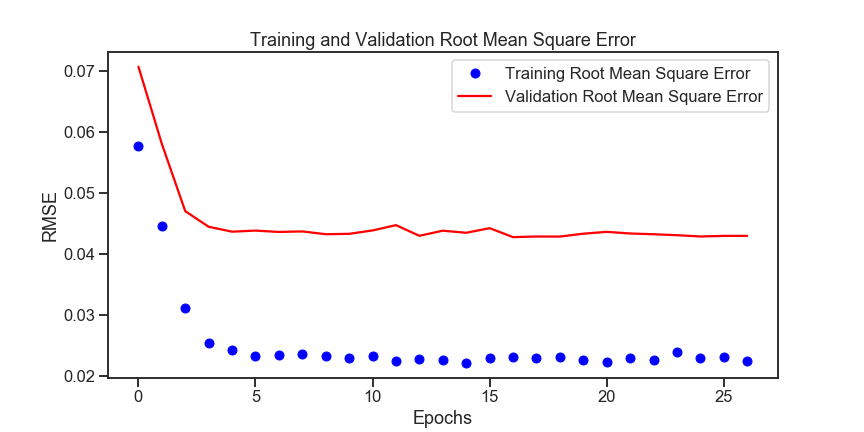 Training and Validation Root Mean Square Error
Training Root Mean Square Error
Validation Root Mean Square Error
0.07
0.06
0.05
0.04
0.03
0.02
RMSE
0 5 10 15 20 25
Epochs